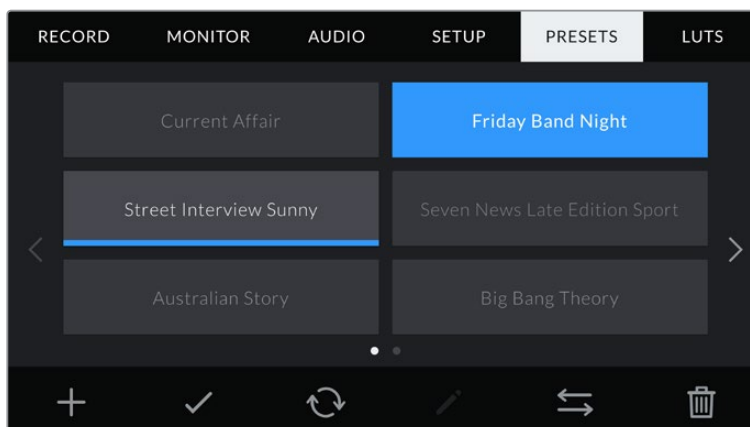 RECORD MONITOR AUDIO SETUP PRESETS LUTS
Current Affair
Friday Band Night
Street Interview Sunny
Seven News Late Edition Sport
Australian Story
Big Bang Theory